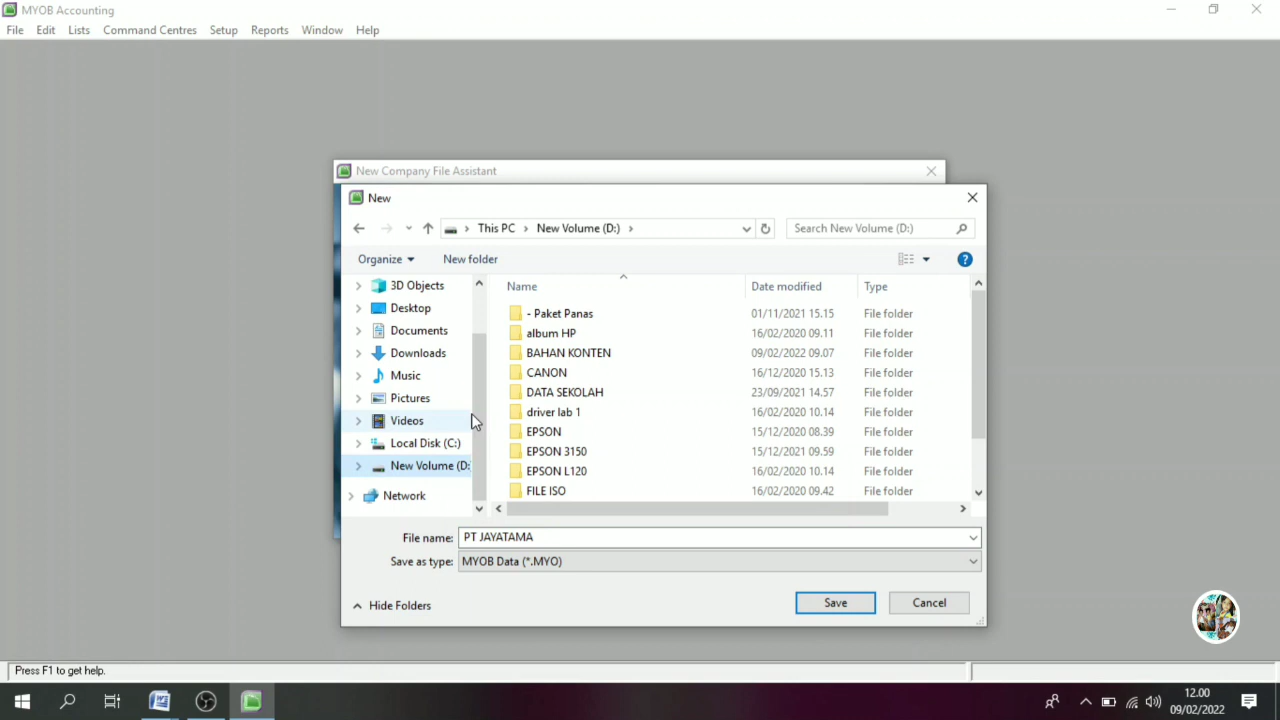 MYOB Accounting
File Edit Lists Command Centres Setup Reports Window Help
New Company File Assistant
New
This PC New Volume (D:)
Search New Volume (D:)
Organize New folder
3D Objects
Desktop
Documents
Downloads
Music
Pictures
Videos
Local Disk (C:)
New Volume (D:
Network
Name Date modified Type
- Paket Panas 01/11/2021 15.15 File folder
album HP 16/02/2020 09.11 File folder
BAHAN KONTEN 09/02/2022 09.07 File folder
CANON 16/12/2020 15.13 File folder
DATA SEKOLAH 23/09/2021 14.57 File folder
driver lab 1 16/02/2020 10.14 File folder
EPSON 15/12/2020 08.39 File folder
EPSON 3150 15/12/2021 09.59 File folder
EPSON L120 16/02/2020 10.14 File folder
FILE ISO 16/02/2020 09.42 File folder
File name: PT JAYATAMA
Save as type: MYOB Data (*.MYO)
Hide Folders
Save Cancel
Press F1 to get help.
12.00
09/02/2022